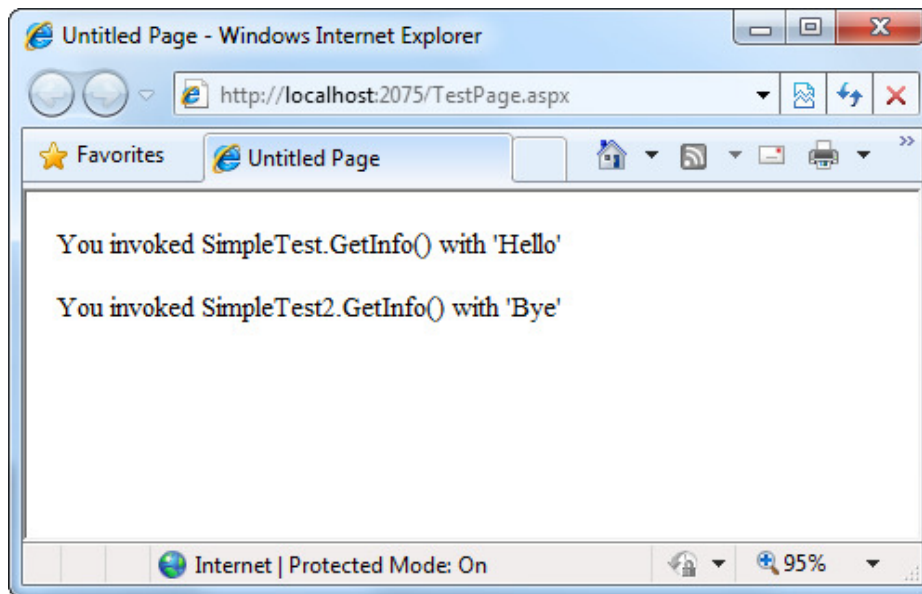 Untitled Page - Windows Internet Explorer
http://localhost:2075/TestPage.aspx
Favorites Untitled Page
You invoked SimpleTest.GetInfo() with 'Hello'
You invoked SimpleTest2.GetInfo() with 'Bye'
Internet | Protected Mode: On 95%